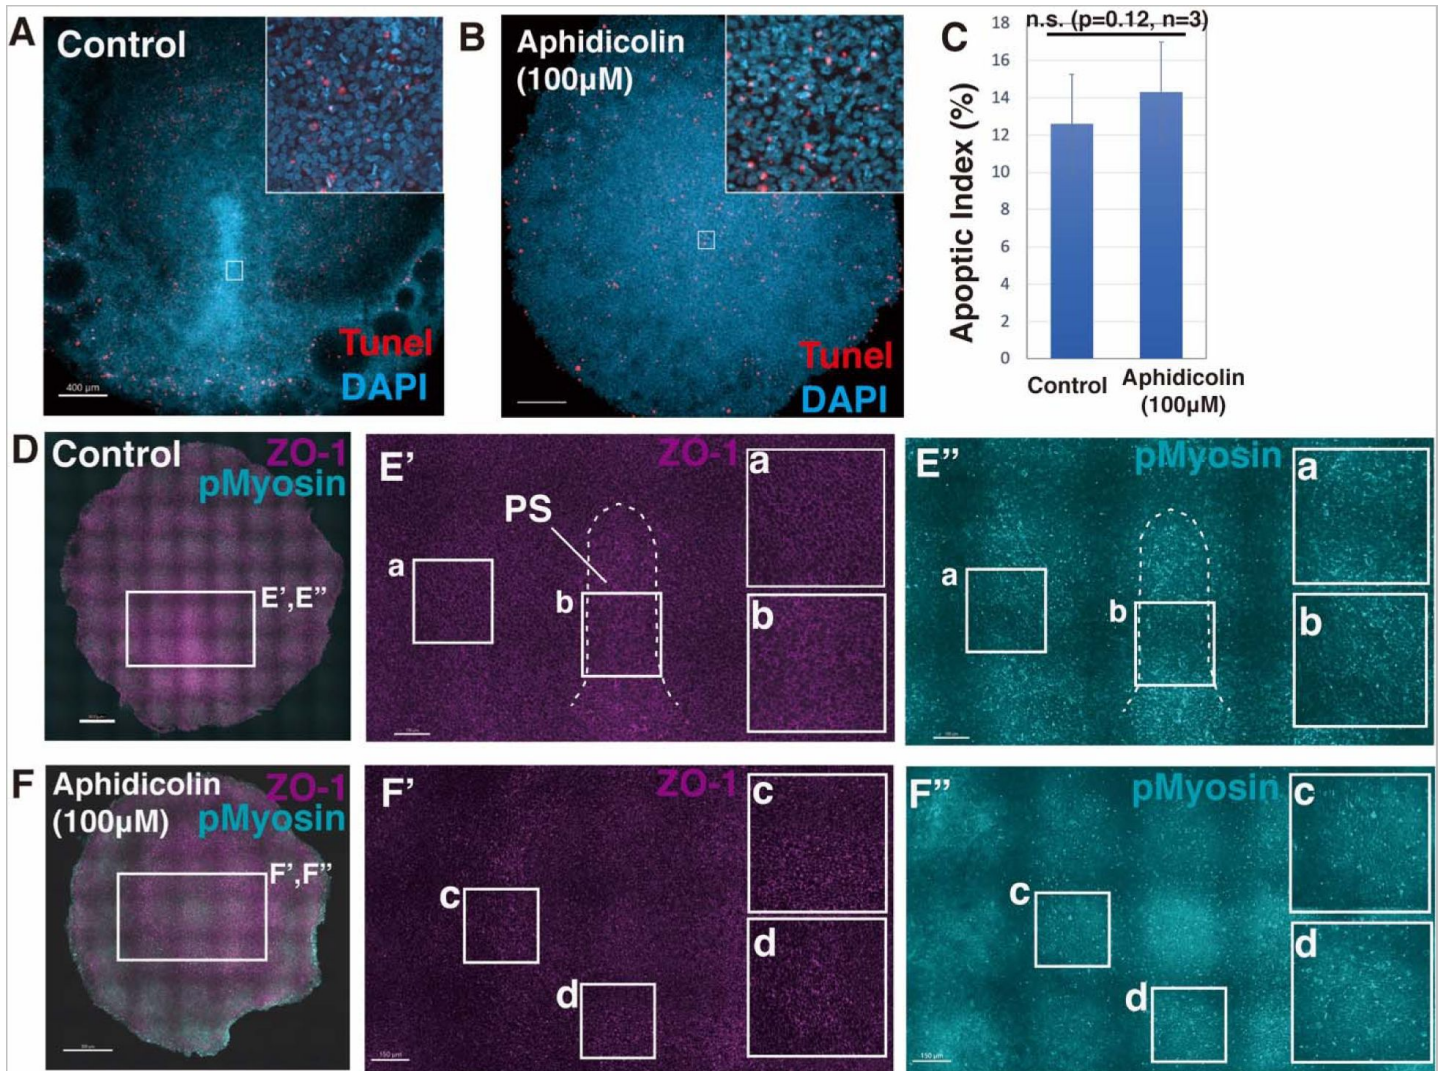 A
Control
400 µm
Tunel
DAPI
B
Aphidicolin
(100µM)
Tunel
DAPI
C
n.s. (p=0.12, n=3)
Apoptic Index (%)
18
16
14
12
10
8
6
4
2
0
Control
Aphidicolin
(100µM)
D
Control
ZO-1
pMyosin
E’,E”
E’
ZO-1
PS
a
b
a
b
E”
pMyosin
a
b
a
b
F
Aphidicolin
(100µM)
ZO-1
pMyosin
F’,F”
F’
ZO-1
c
d
c
d
150 µm
F”
pMyosin
c
d
c
d
150 µm